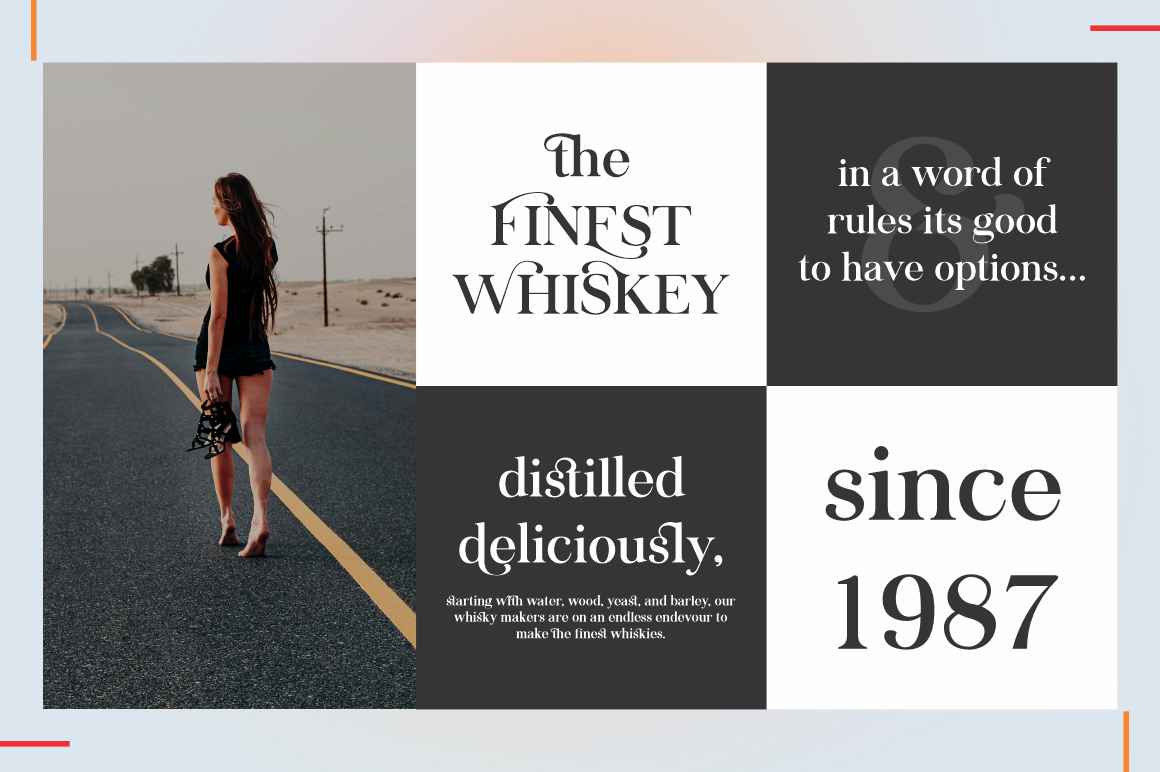 the
FINEST
WHISKEY
&
in a word of
rules its good
to have options...
distilled
deliciously,
starting with water, wood, yeast, and barley, our
whisky makers are on an endless endevour to
make the finest whiskies.
since
1987